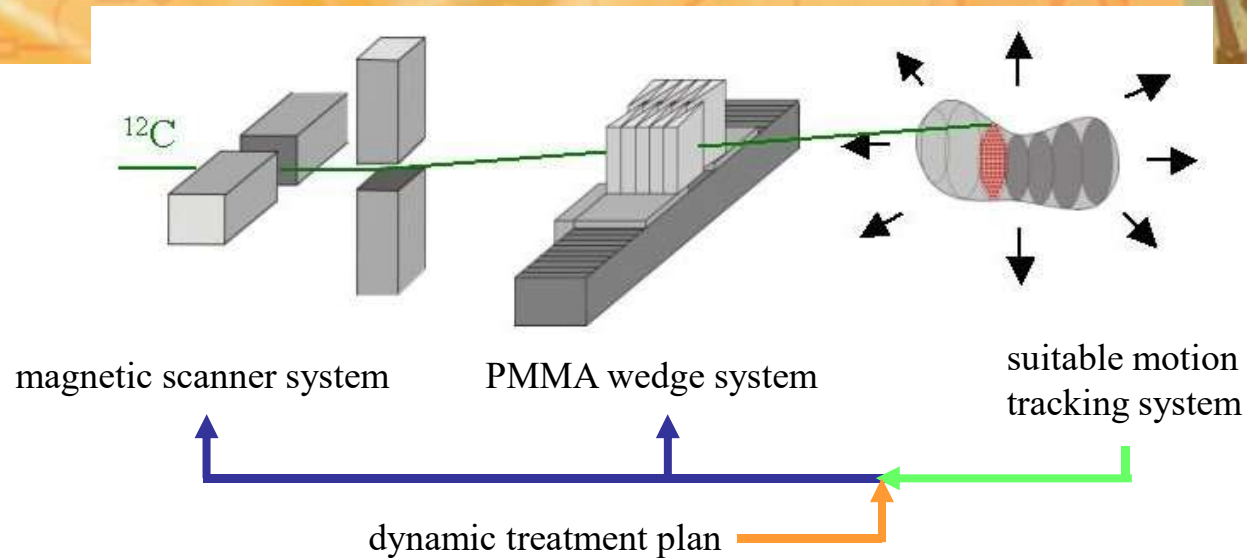 ¹²C
magnetic scanner system
PMMA wedge system
suitable motion
tracking system
dynamic treatment plan